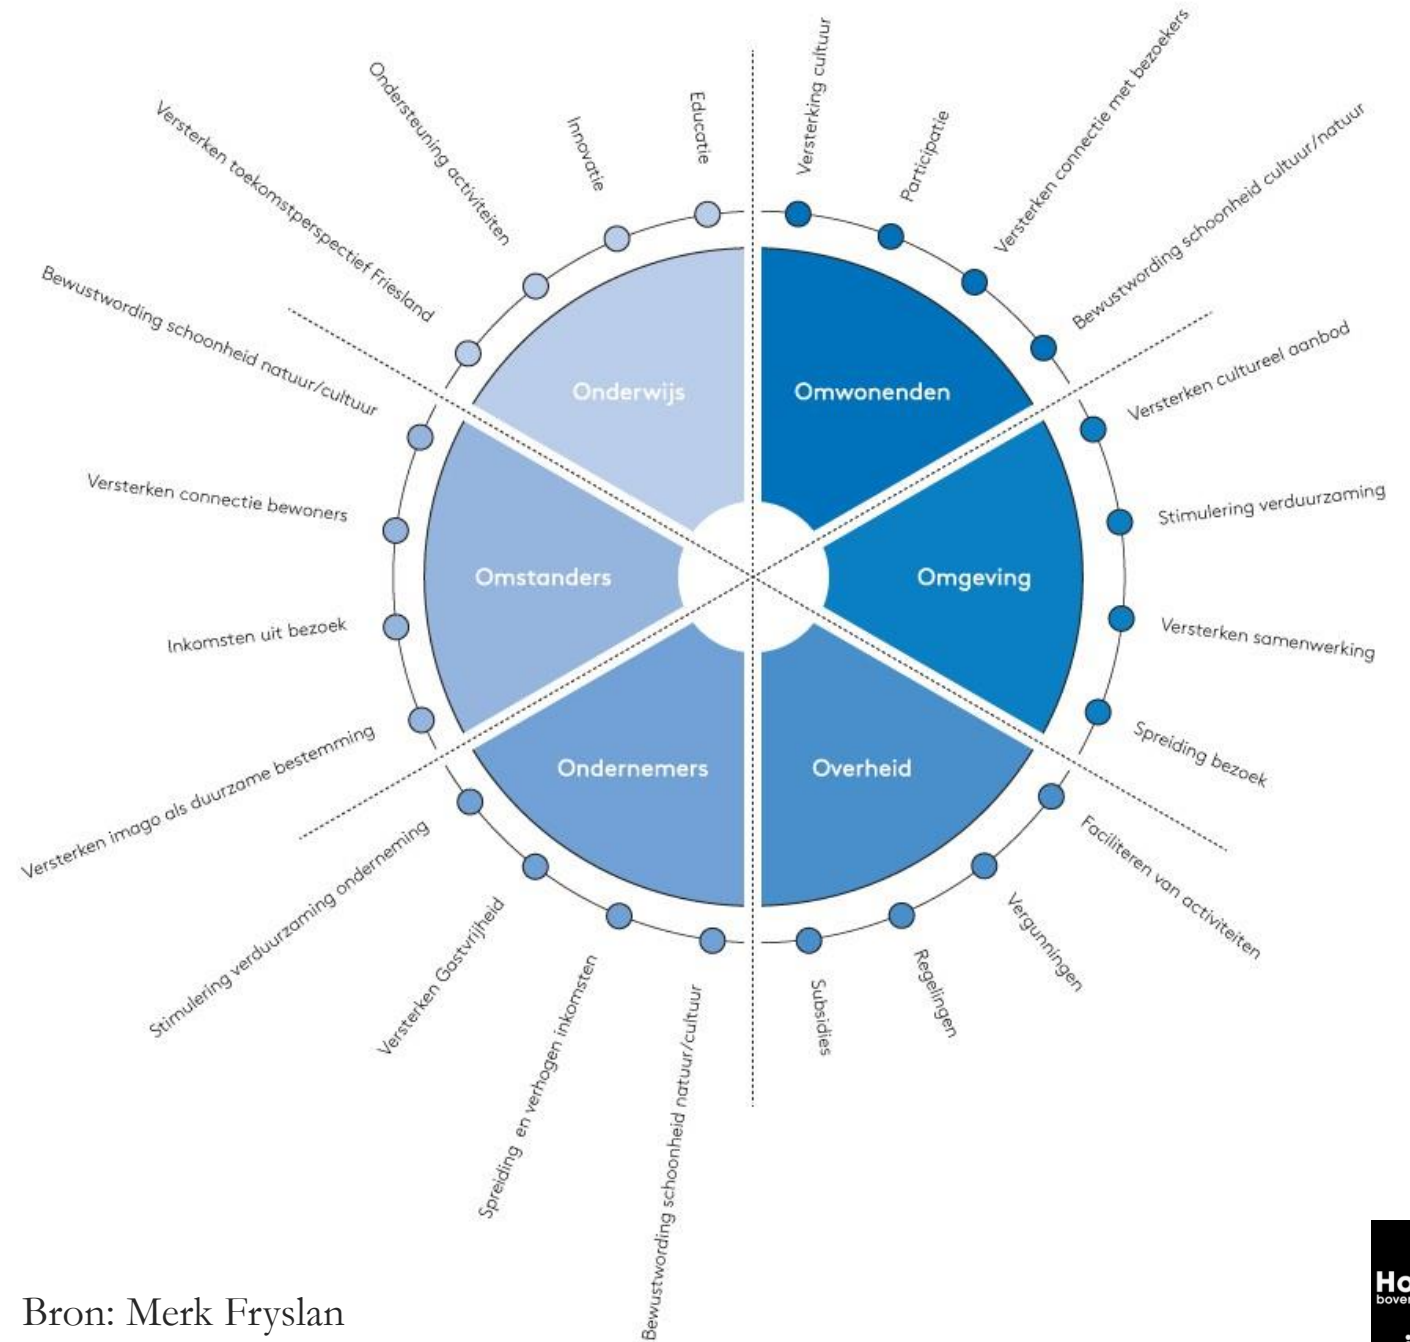 Versterking cultuur
Participatie
Versterken connectie met bezoekers
Bewustwording schoonheid cultuur/natuur
Omwonenden
Versterken cultureel aanbod
Stimulering verduurzaming
Versterken samenwerking
Spreiding bezoek
Omgeving
Faciliteren van activiteiten
Vergunningen
Regelingen
Subsidies
Overheid
Bewustwording schoonheid natuur/cultuur
Spreiding en verhogen inkomsten
Versterken Gastvrijheid
Stimulering verduurzaming onderneming
Ondernemers
Versterken imago als duurzame bestemming
Inkomsten uit bezoek
Versterken connectie bewoners
Bewustwording schoonheid natuur/cultuur
Omstanders
Versterken toekomstperspectief Friesland
Ondersteuning activiteiten
Innovatie
Educatie
Onderwijs
Bron: Merk Fryslan